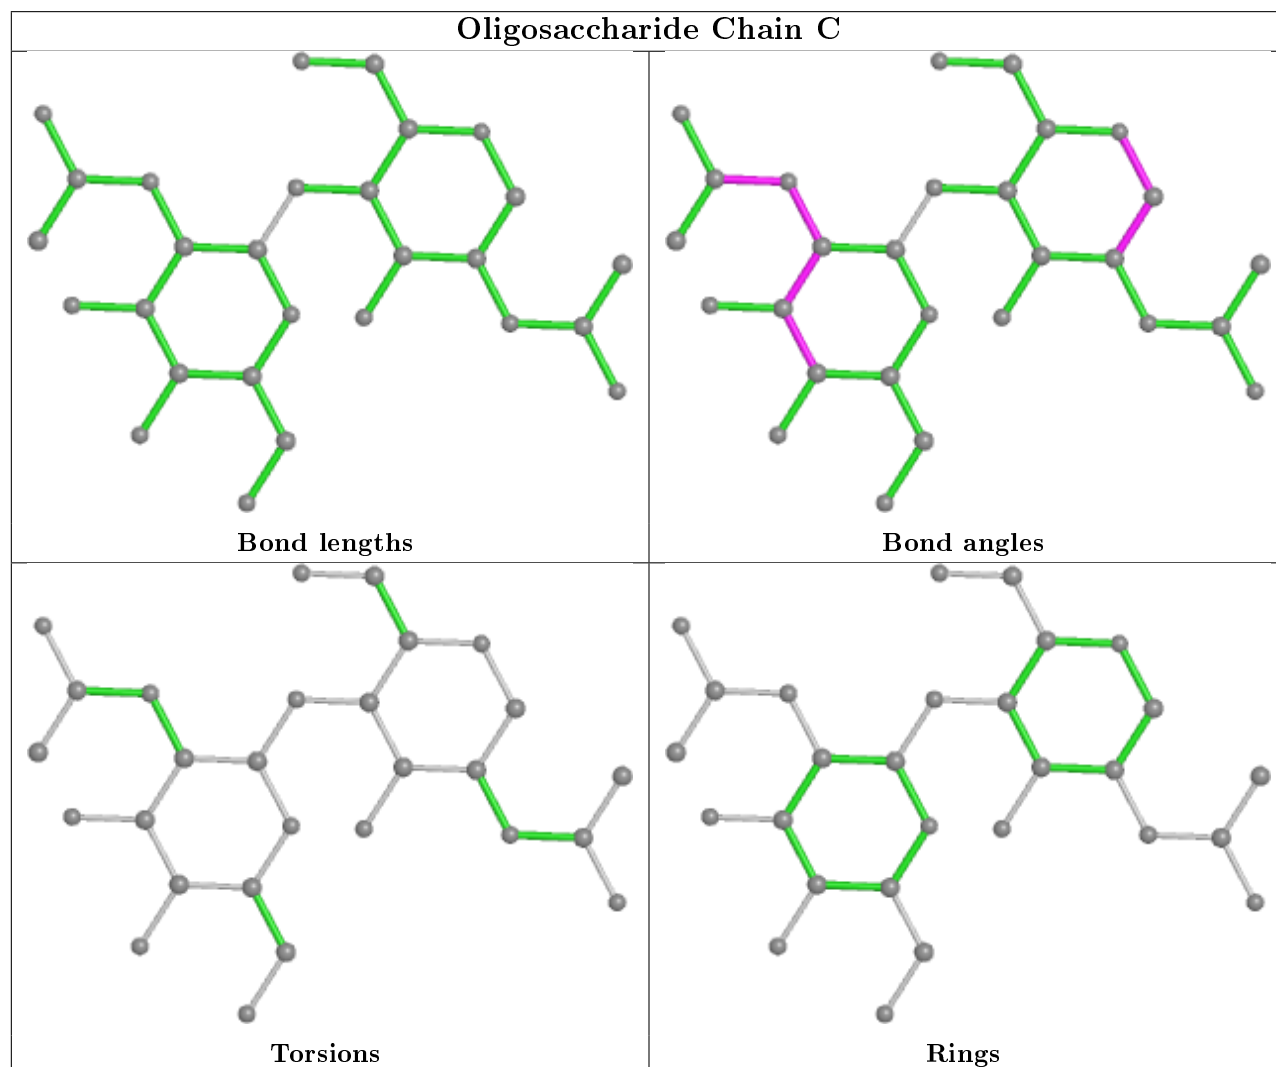 Oligosaccharide Chain C
Bond lengths
Bond angles
Torsions
Rings